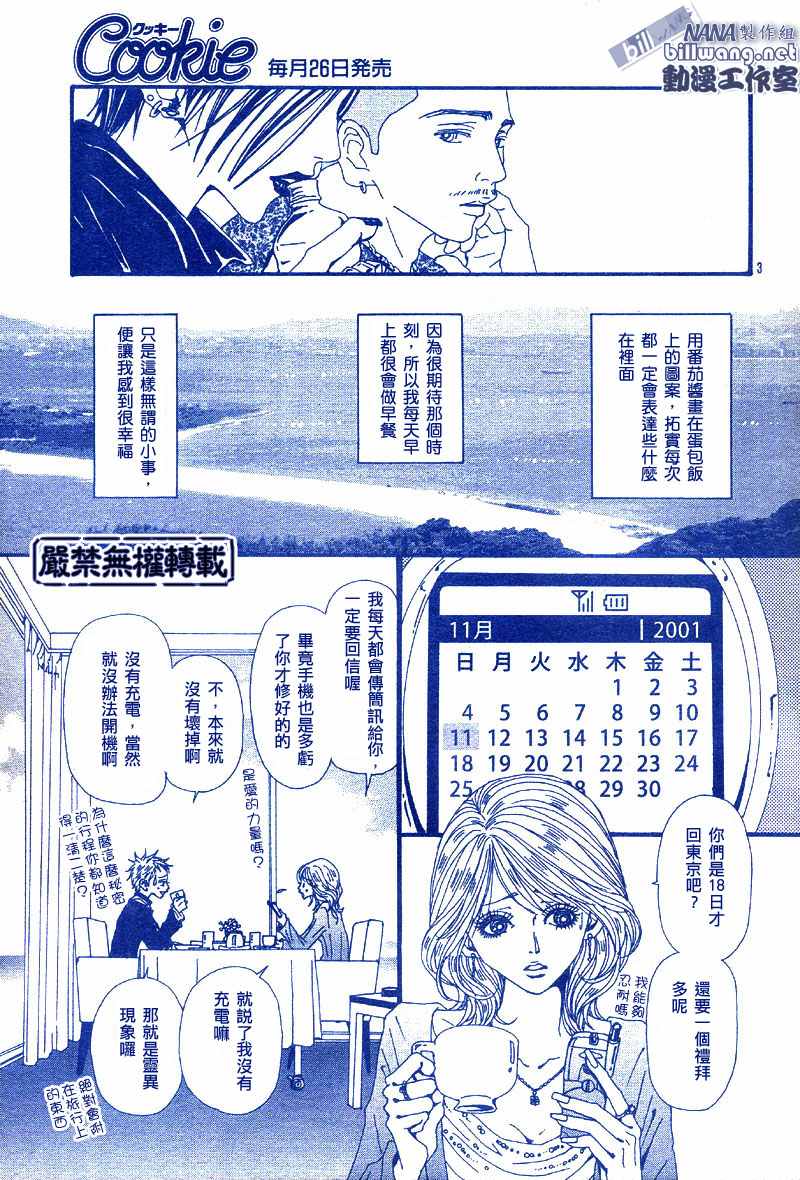 クッキー
Cookie
毎月26日発売
bill
NANA製作組
billwang.net
動漫工作室
3
用番茄醬畫在蛋包飯
上的圖案，拓實每次
都一定會表達些什麼
在裡面
因為很期待那個時
刻，所以我每天早
上都很會做早餐
只是這樣無謂的小事，
便讓我感到很幸福
嚴禁無權轉載
11月 2001
日 月 火 水 木 金 土
1 2 3
4 5 6 7 8 9 10
11 12 13 14 15 16 17
18 19 20 21 22 23 24
25 28 29 30
你們是18日才
回東京吧？
還要一個禮拜
多呢
我能夠
忍耐嗎
我每天都會傳簡訊給你，
一定要回信喔
畢竟手機也是多虧
了你才修好的的
是愛的力量嗎？
不，本來就
沒有壞掉啊
沒有充電，當然
就沒辦法開機啊
為什麼這麼秘密
的行程你都知道
得一清二楚？
就說了我沒有
充電嘛
那就是靈異
現象囉
絕對會附
在旅行上
的東西